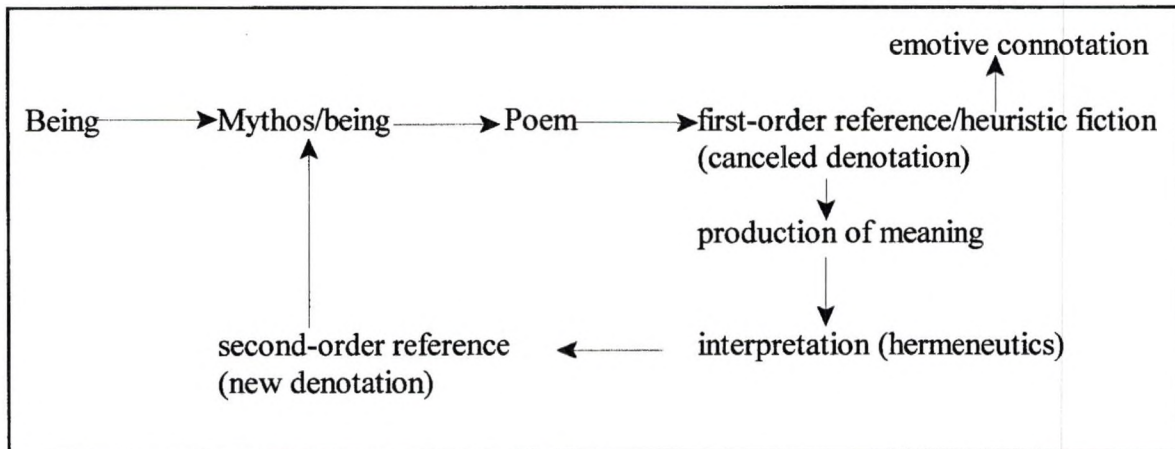 emotive connotation
Being Mythos/being Poem first-order reference/heuristic fiction
(canceled denotation)
production of meaning
second-order reference interpretation (hermeneutics)
(new denotation)